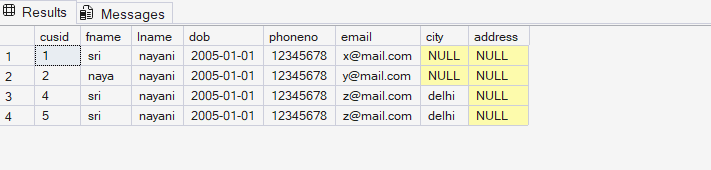 Results Messages
cusid fname lname dob phoneno email city address
1 1 sri nayani 2005-01-01 12345678 x@mail.com NULL NULL
2 2 naya nayani 2005-01-01 12345678 y@mail.com NULL NULL
3 4 sri nayani 2005-01-01 12345678 z@mail.com delhi NULL
4 5 sri nayani 2005-01-01 12345678 z@mail.com delhi NULL